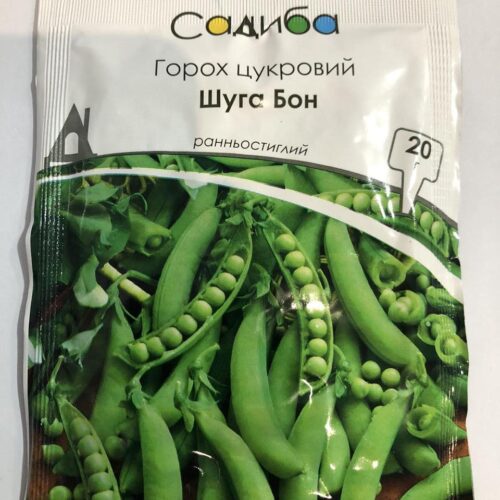 Садиба
Горох цукровий
Шуга Бон
ранньостиглий
20
г